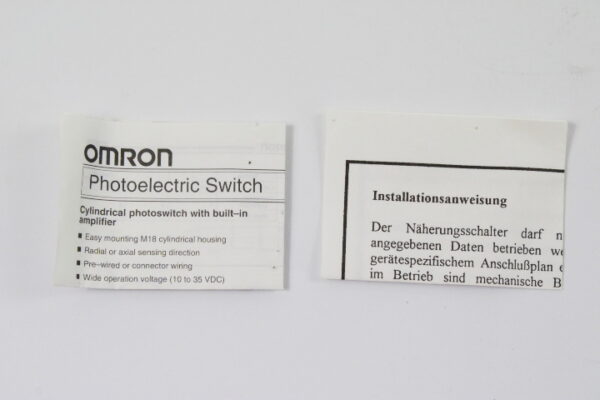 OMRON
Photoelectric Switch
Cylindrical photoswitch with built-in
amplifier
■ Easy mounting M18 cylindrical housing
■ Radial or axial sensing direction
■ Pre-wired or connector wiring
■ Wide operation voltage (10 to 35 VDC)
Installationsanweisung
Der Näherungsschalter darf n
angegebenen Daten betrieben we
gerätespezifischem Anschlußplan e
im Betrieb sind mechanische B